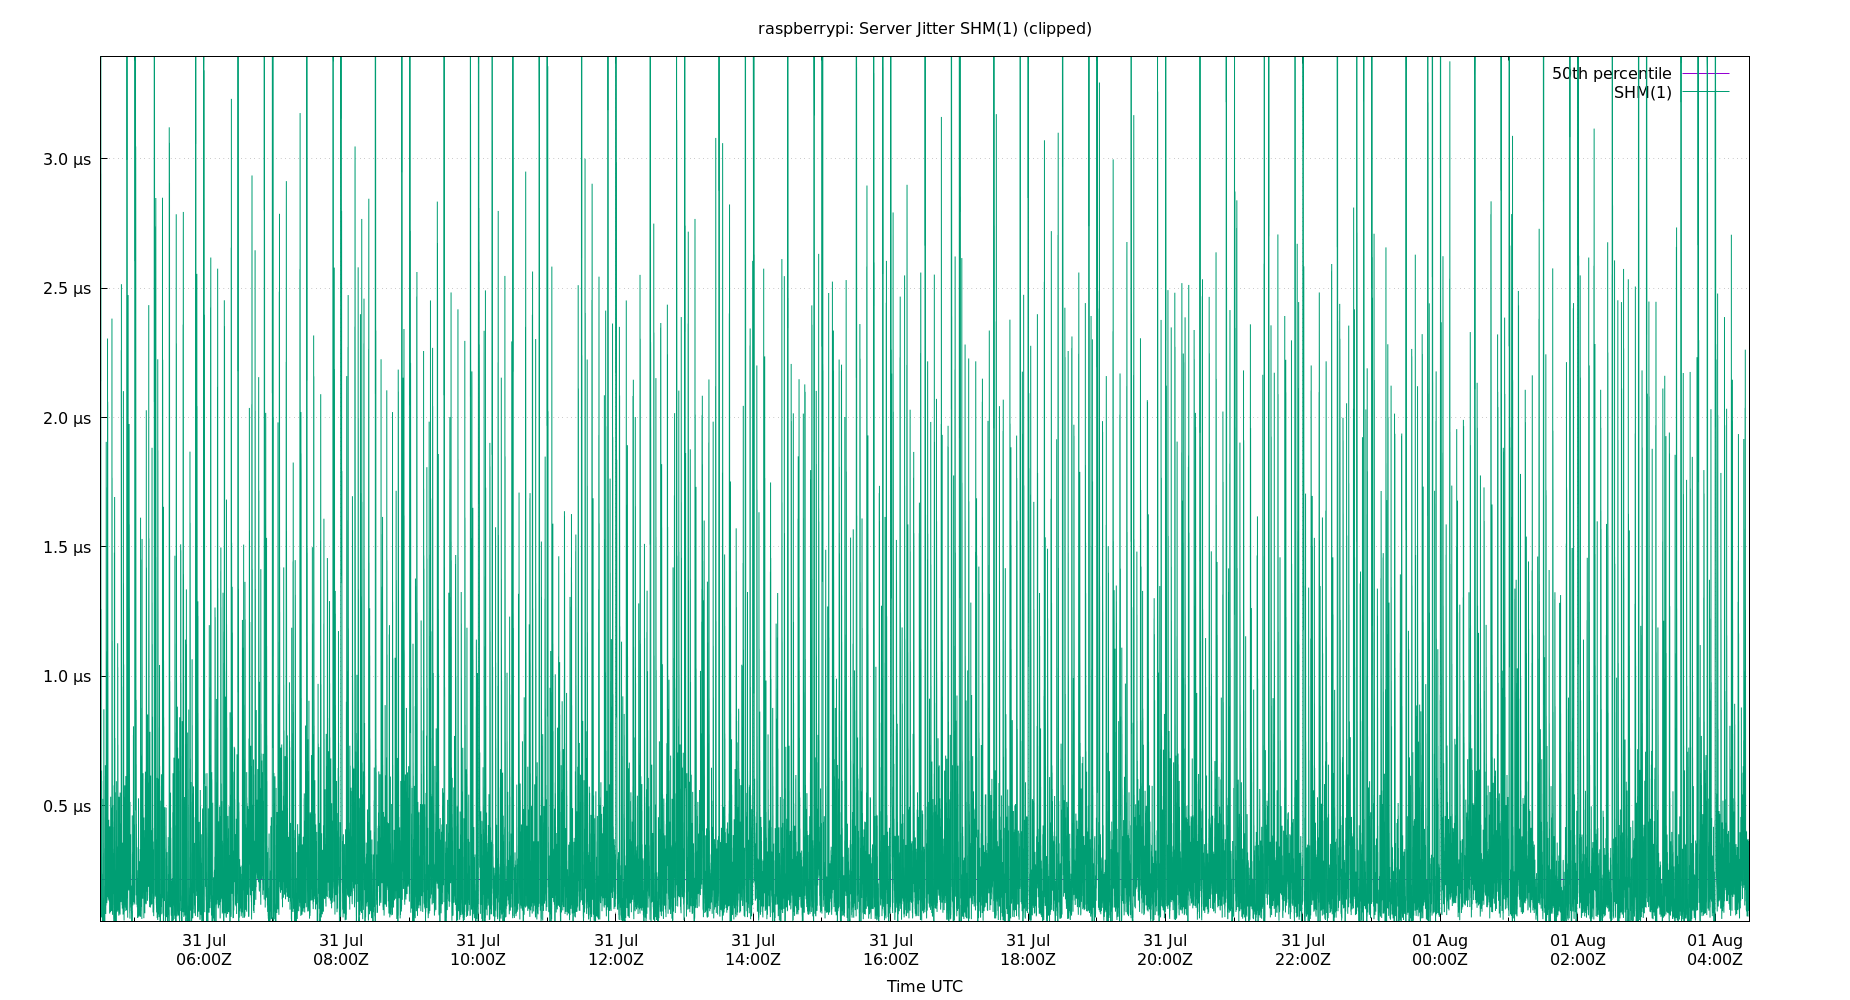 raspberrypi: Server Jitter SHM(1) (clipped)
50th percentile
SHM(1)
3.0 µs
2.5 µs
2.0 µs
1.5 µs
1.0 µs
0.5 µs
31 Jul 31 Jul 31 Jul 31 Jul 31 Jul 31 Jul 31 Jul 31 Jul 31 Jul 01 Aug 01 Aug 01 Aug
06:00Z 08:00Z 10:00Z 12:00Z 14:00Z 16:00Z 18:00Z 20:00Z 22:00Z 00:00Z 02:00Z 04:00Z
Time UTC